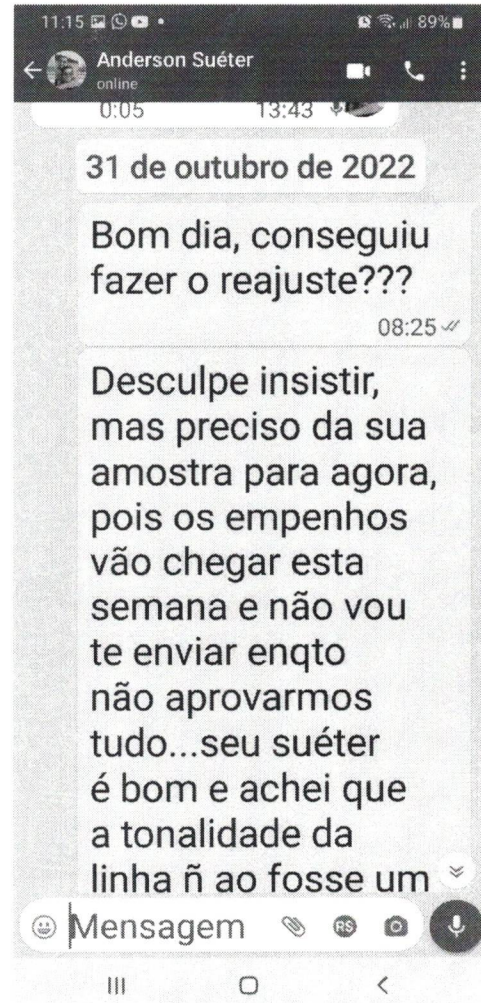 11:15
89%
Anderson Suéter
online
0:05 13:43
31 de outubro de 2022
Bom dia, conseguiu
fazer o reajuste???
08:25
Desculpe insistir,
mas preciso da sua
amostra para agora,
pois os empenhos
vão chegar esta
semana e não vou
te enviar enqto
não aprovarmos
tudo...seu suéter
é bom e achei que
a tonalidade da
linha ñ ao fosse um
Mensagem
RS